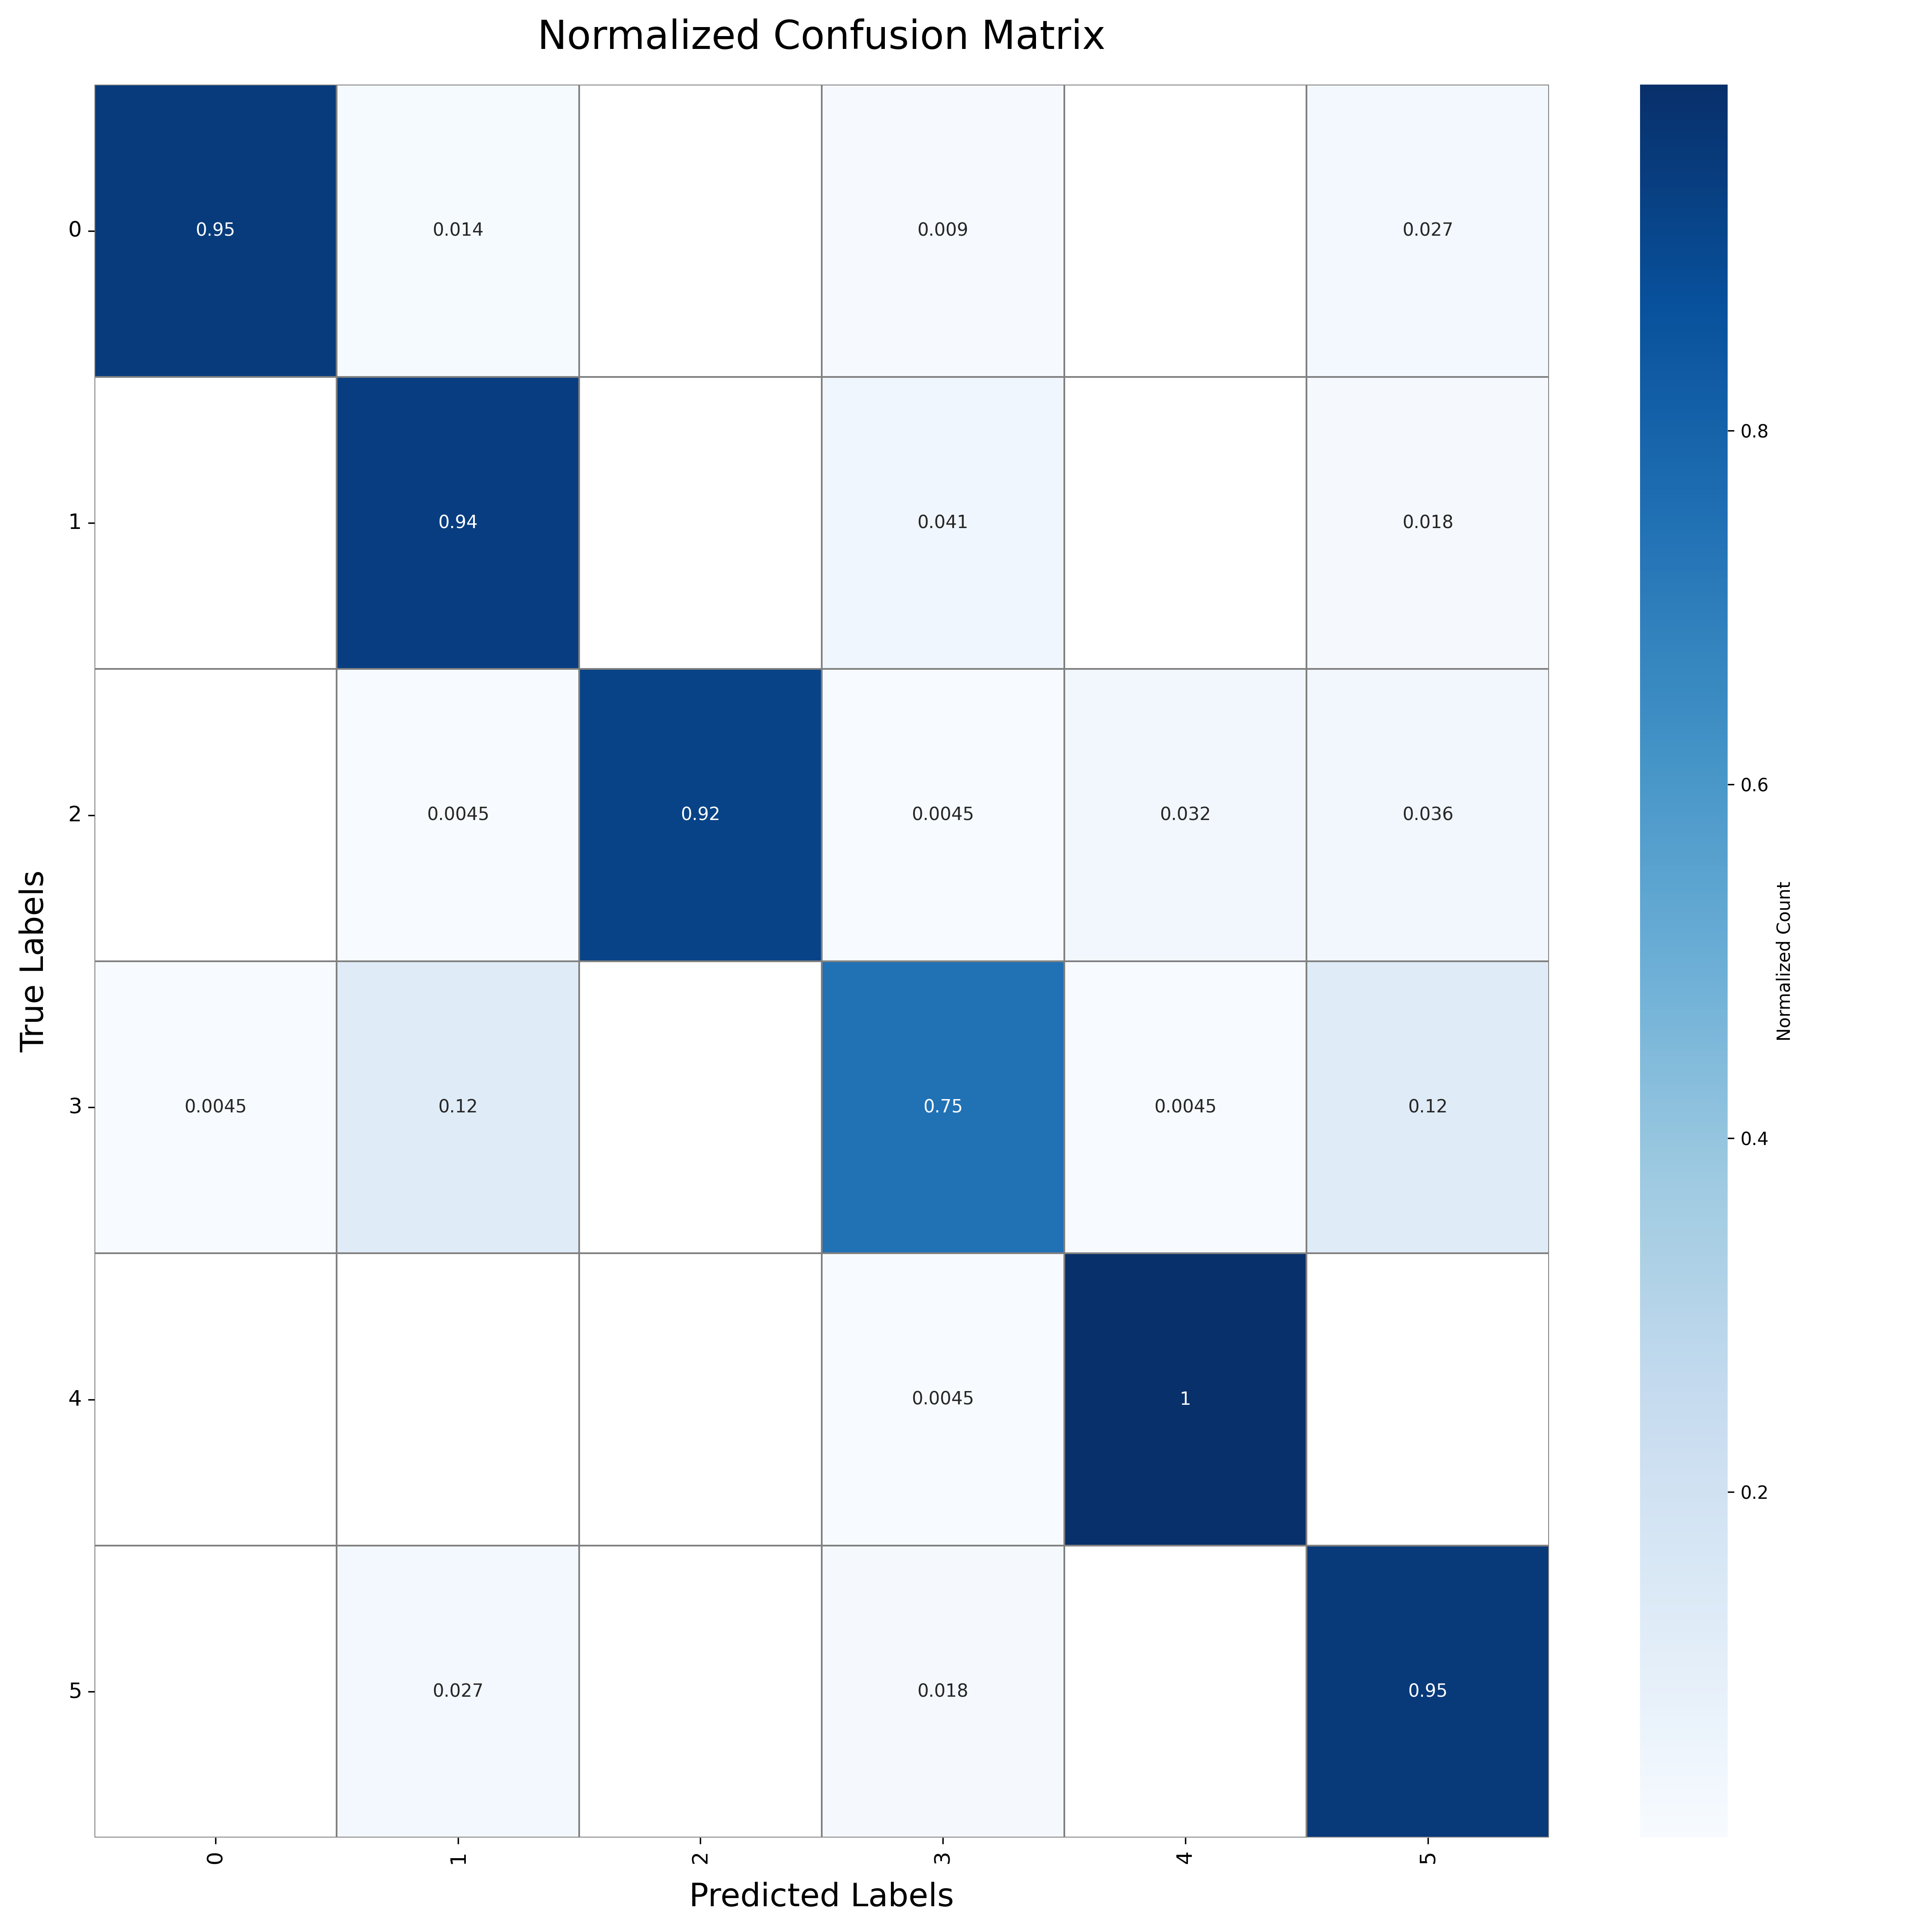 Normalized Confusion Matrix
0 0.95 0.014 0.009 0.027
1 0.94 0.041 0.018
2 0.0045 0.92 0.0045 0.032 0.036
3 0.0045 0.12 0.75 0.0045 0.12
4 0.0045 1
5 0.027 0.018 0.95
0 1 2 3 4 5
Predicted Labels
True Labels
0.8
0.6
0.4
0.2
Normalized Count